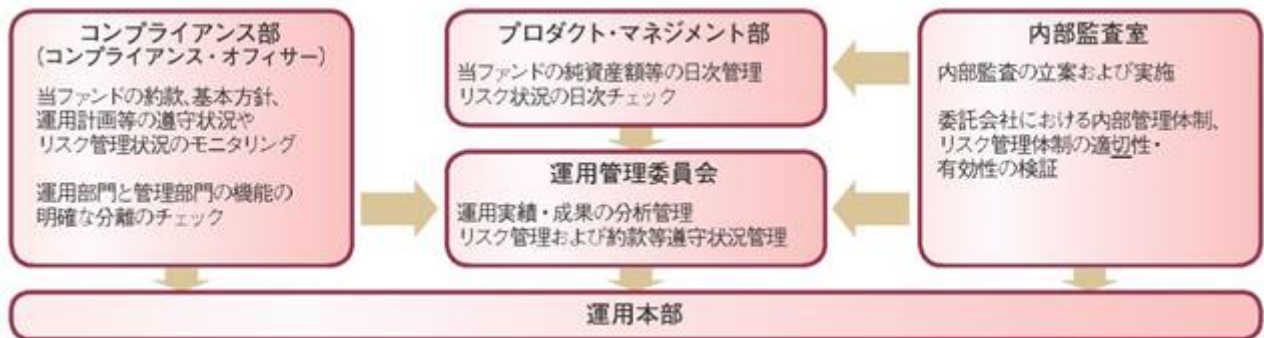 コンプライアンス部
(コンプライアンス・オフィサー)
当ファンドの約款、基本方針、
運用計画等の遵守状況や
リスク管理状況のモニタリング
運用部門と管理部門の機能の
明確な分離のチェック
プロダクト・マネジメント部
当ファンドの純資産額等の日次管理
リスク状況の日次チェック
運用管理委員会
運用実績・成果の分析管理
リスク管理および約款等遵守状況管理
内部監査室
内部監査の立案および実施
委託会社における内部管理体制、
リスク管理体制の適切性・
有効性の検証
運用本部